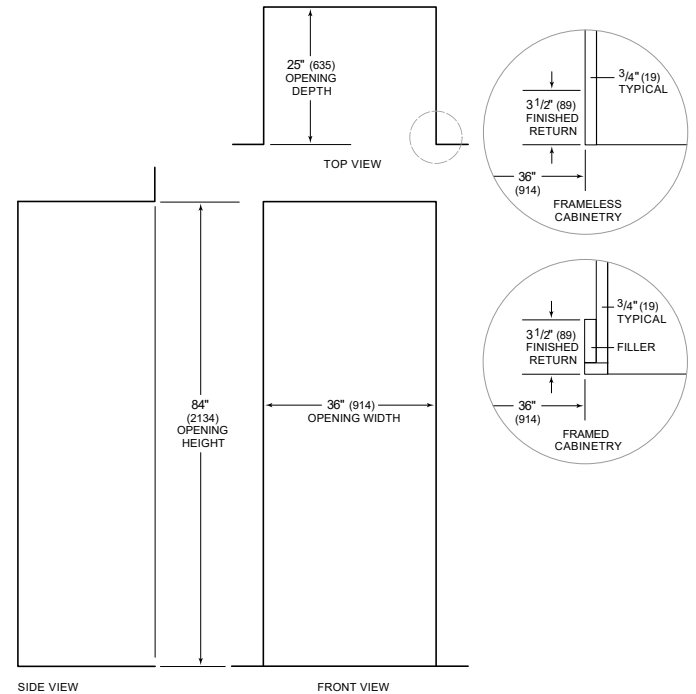 25" (635)
OPENING
DEPTH
TOP VIEW
3/4" (19)
TYPICAL
3 1/2" (89)
FINISHED
RETURN
36"
(914)
FRAMELESS
CABINETRY
3/4" (19)
TYPICAL
3 1/2" (89)
FINISHED
RETURN
FILLER
36"
(914)
FRAMED
CABINETRY
84"
(2134)
OPENING
HEIGHT
36" (914)
OPENING WIDTH
SIDE VIEW
FRONT VIEW